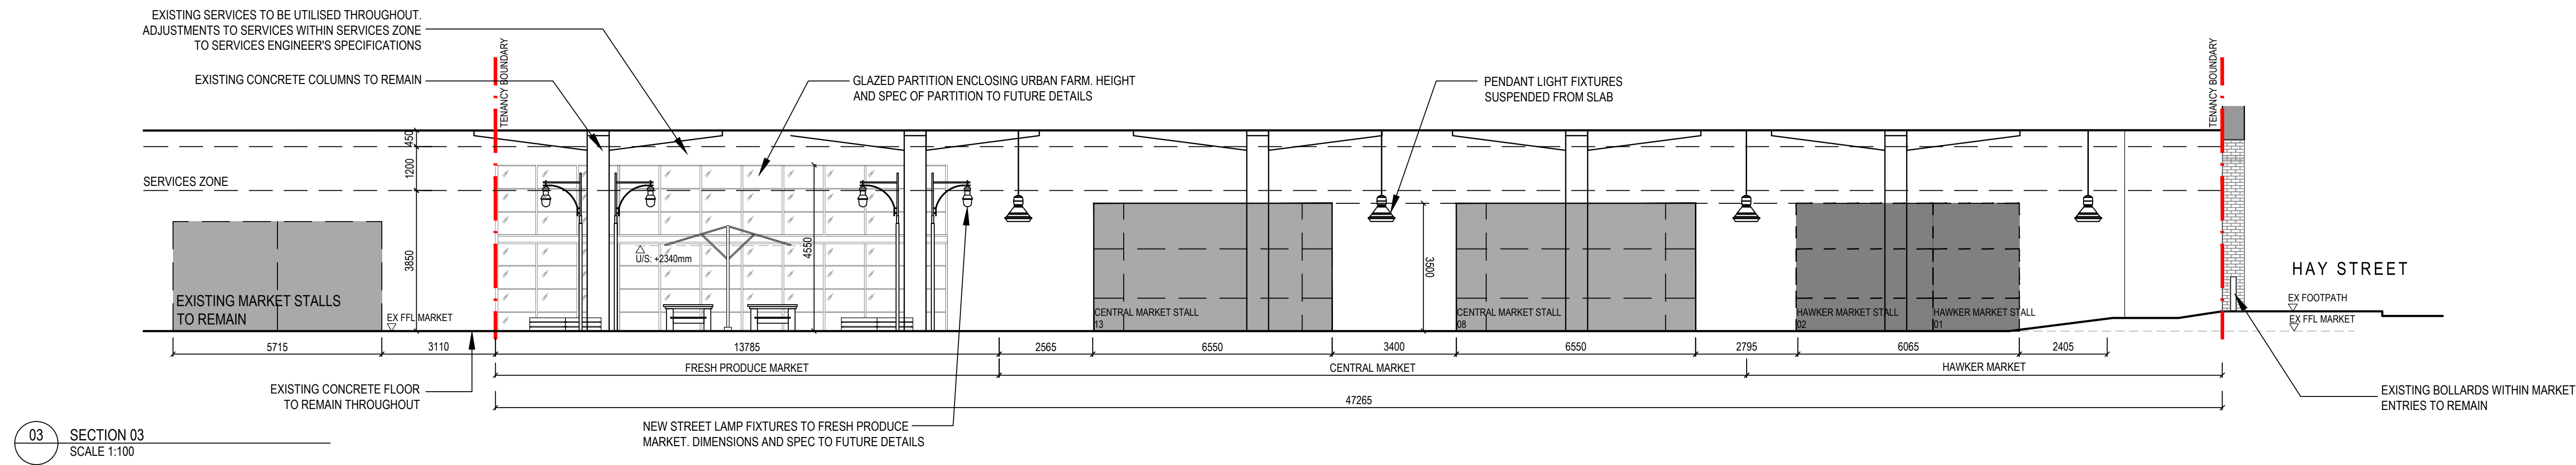 EXISTING SERVICES TO BE UTILISED THROUGHOUT.
ADJUSTMENTS TO SERVICES WITHIN SERVICES ZONE
TO SERVICES ENGINEER'S SPECIFICATIONS
EXISTING CONCRETE COLUMNS TO REMAIN
TENANCY BOUNDARY
GLAZED PARTITION ENCLOSING URBAN FARM. HEIGHT
AND SPEC OF PARTITION TO FUTURE DETAILS
PENDANT LIGHT FIXTURES
SUSPENDED FROM SLAB
TENANCY BOUNDARY
450
1200
3850
SERVICES ZONE
U/S: +2340mm
4550
3500
EXISTING MARKET STALLS
TO REMAIN
EX FFL MARKET
CENTRAL MARKET STALL
13
CENTRAL MARKET STALL
08
HAWKER MARKET STALL
02
HAWKER MARKET STALL
01
HAY STREET
EX FOOTPATH
EX FFL MARKET
5715
3110
13785
2565
6550
3400
6550
2795
6065
2405
FRESH PRODUCE MARKET
CENTRAL MARKET
HAWKER MARKET
47265
EXISTING CONCRETE FLOOR
TO REMAIN THROUGHOUT
NEW STREET LAMP FIXTURES TO FRESH PRODUCE
MARKET. DIMENSIONS AND SPEC TO FUTURE DETAILS
EXISTING BOLLARDS WITHIN MARKET
ENTRIES TO REMAIN
03
SECTION 03
SCALE 1:100